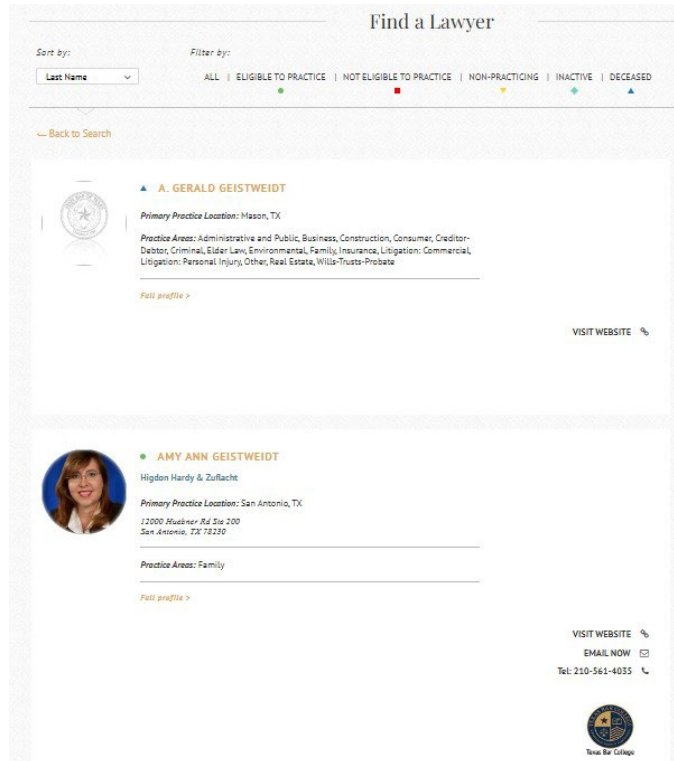 Find a Lawyer
Sort by:
Filter by:
Last Name
ALL | ELIGIBLE TO PRACTICE | NOT ELIGIBLE TO PRACTICE | NON-PRACTICING | INACTIVE | DECEASED
Back to Search
A. GERALD GEISTWEIDT
Primary Practice Location: Mason, TX
Practice Areas: Administrative and Public, Business, Construction, Consumer, Creditor-
Debtor, Criminal, Elder Law, Environmental, Family, Insurance, Litigation: Commercial,
Litigation: Personal Injury, Other, Real Estate, Wills-Trusts-Probate
Full profile >
VISIT WEBSITE
AMY ANN GEISTWEIDT
Higdon Hardy & Zuflacht
Primary Practice Location: San Antonio, TX
12000 Huebner Rd Ste 200
San Antonio, TX 78230
Practice Areas: Family
Full profile >
VISIT WEBSITE
EMAIL NOW
Tel: 210-561-4035
Texas Bar College